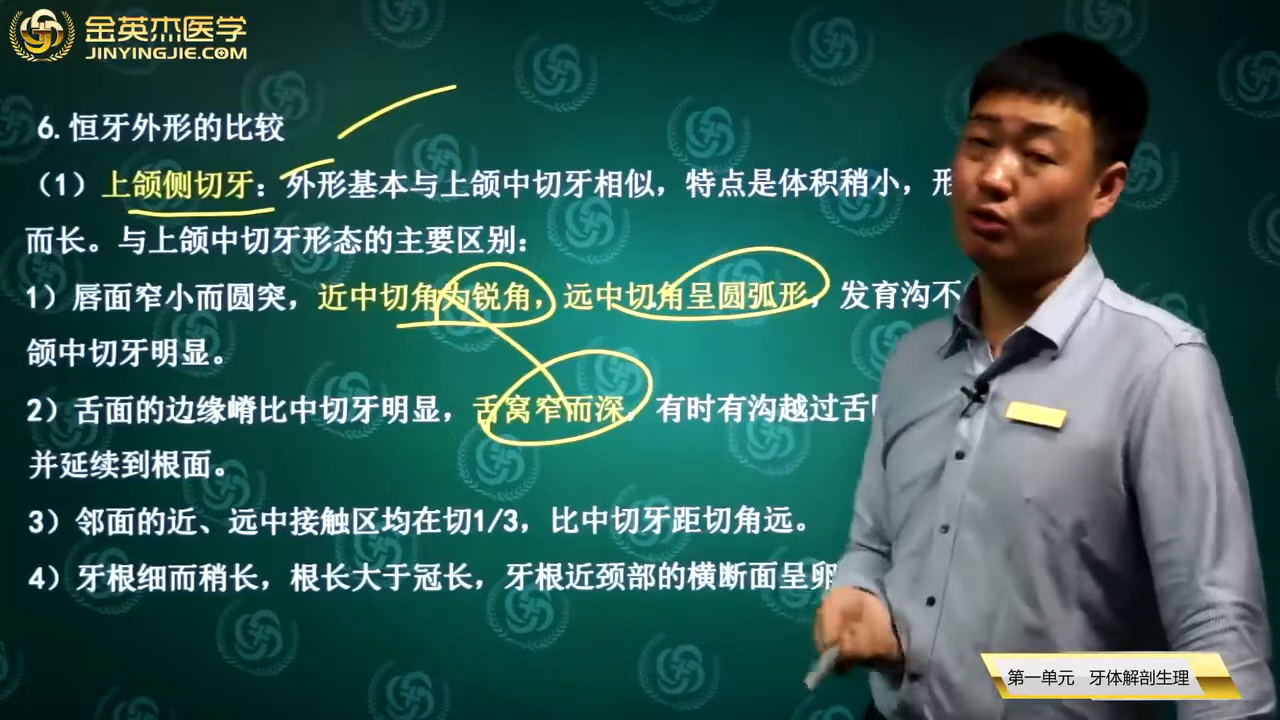 金英杰医学
JINYINGJIE.COM
6.恒牙外形的比较
（1）上颌侧切牙：外形基本与上颌中切牙相似，特点是体积稍小，形
而长。与上颌中切牙形态的主要区别：
1）唇面窄小而圆突，近中切角为锐角，远中切角呈圆弧形，发育沟不
颌中切牙明显。
2）舌面的边缘嵴比中切牙明显，舌窝窄而深，有时有沟越过舌
并延续到根面。
3）邻面的近、远中接触区均在切1/3，比中切牙距切角远。
4）牙根细而稍长，根长大于冠长，牙根近颈部的横断面呈卵
第一单元 牙体解剖生理